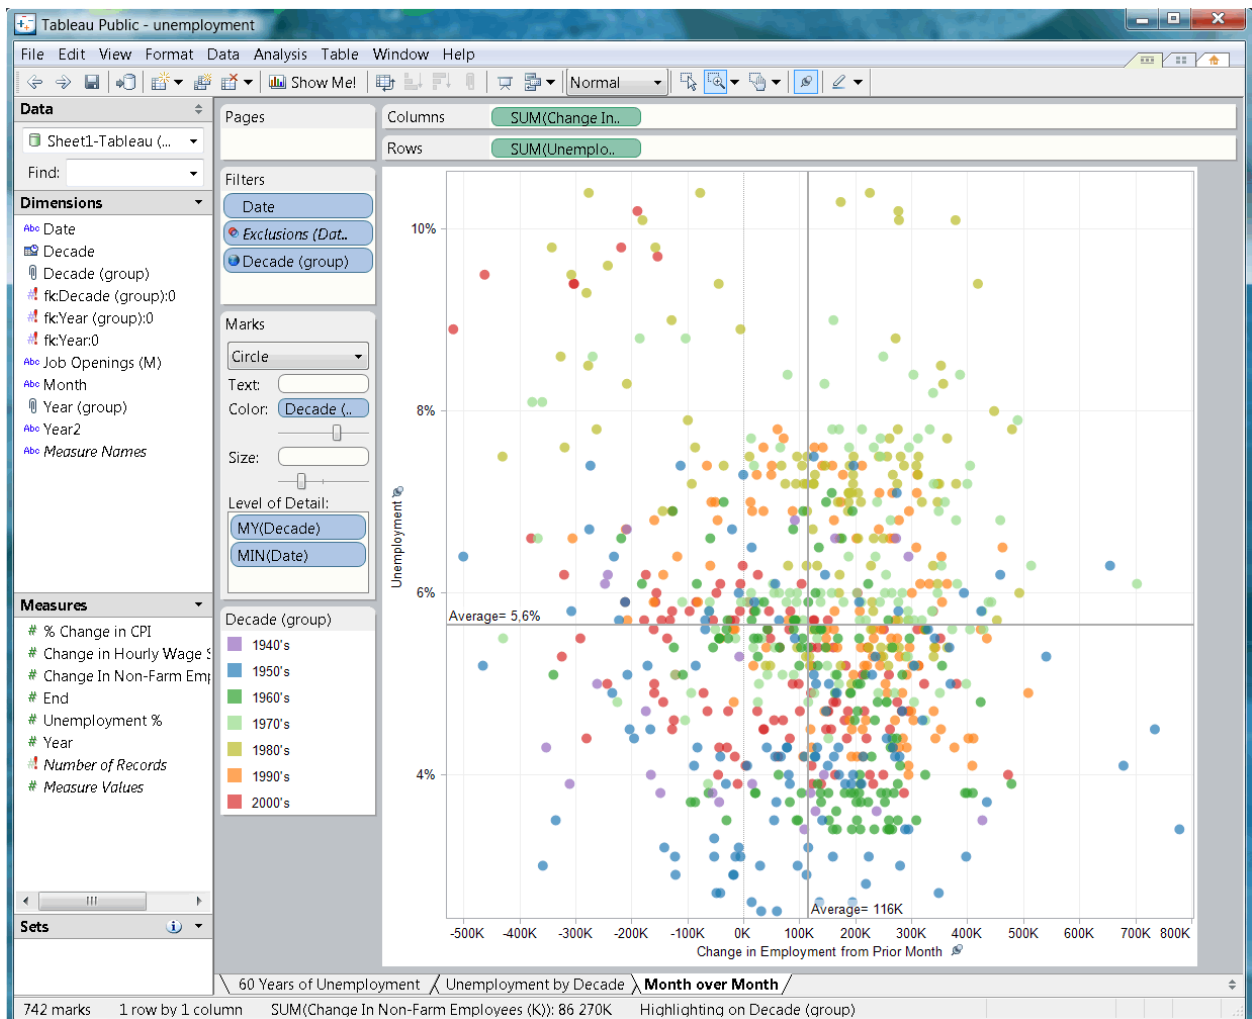 Tableau Public - unemployment
File Edit View Format Data Analysis Table Window Help
Show Me! Normal
Data
Sheet1-Tableau (...
Find:
Dimensions
Abc Date
Decade
Decade (group)
#! fk:Decade (group):0
#! fk:Year (group):0
#! fk:Year:0
Abc Job Openings (M)
Abc Month
Year (group)
Abc Year2
Abc Measure Names
Measures
# % Change in CPI
# Change in Hourly Wage S
# Change In Non-Farm Emp
# End
# Unemployment %
# Year
#! Number of Records
# Measure Values
Sets
Pages
Filters
Date
Exclusions (Dat..
Decade (group)
Marks
Circle
Text:
Color: Decade (..
Size:
Level of Detail:
MY(Decade)
MIN(Date)
Decade (group)
1940's
1950's
1960's
1970's
1980's
1990's
2000's
Columns SUM(Change In..
Rows SUM(Unemplo..
10%
8%
6%
4%
Unemployment
Average= 5,6%
Average= 116K
-500K -400K -300K -200K -100K 0K 100K 200K 300K 400K 500K 600K 700K 800K
Change in Employment from Prior Month
60 Years of Unemployment Unemployment by Decade Month over Month
742 marks 1 row by 1 column SUM(Change In Non-Farm Employees (K)): 86 270K Highlighting on Decade (group)